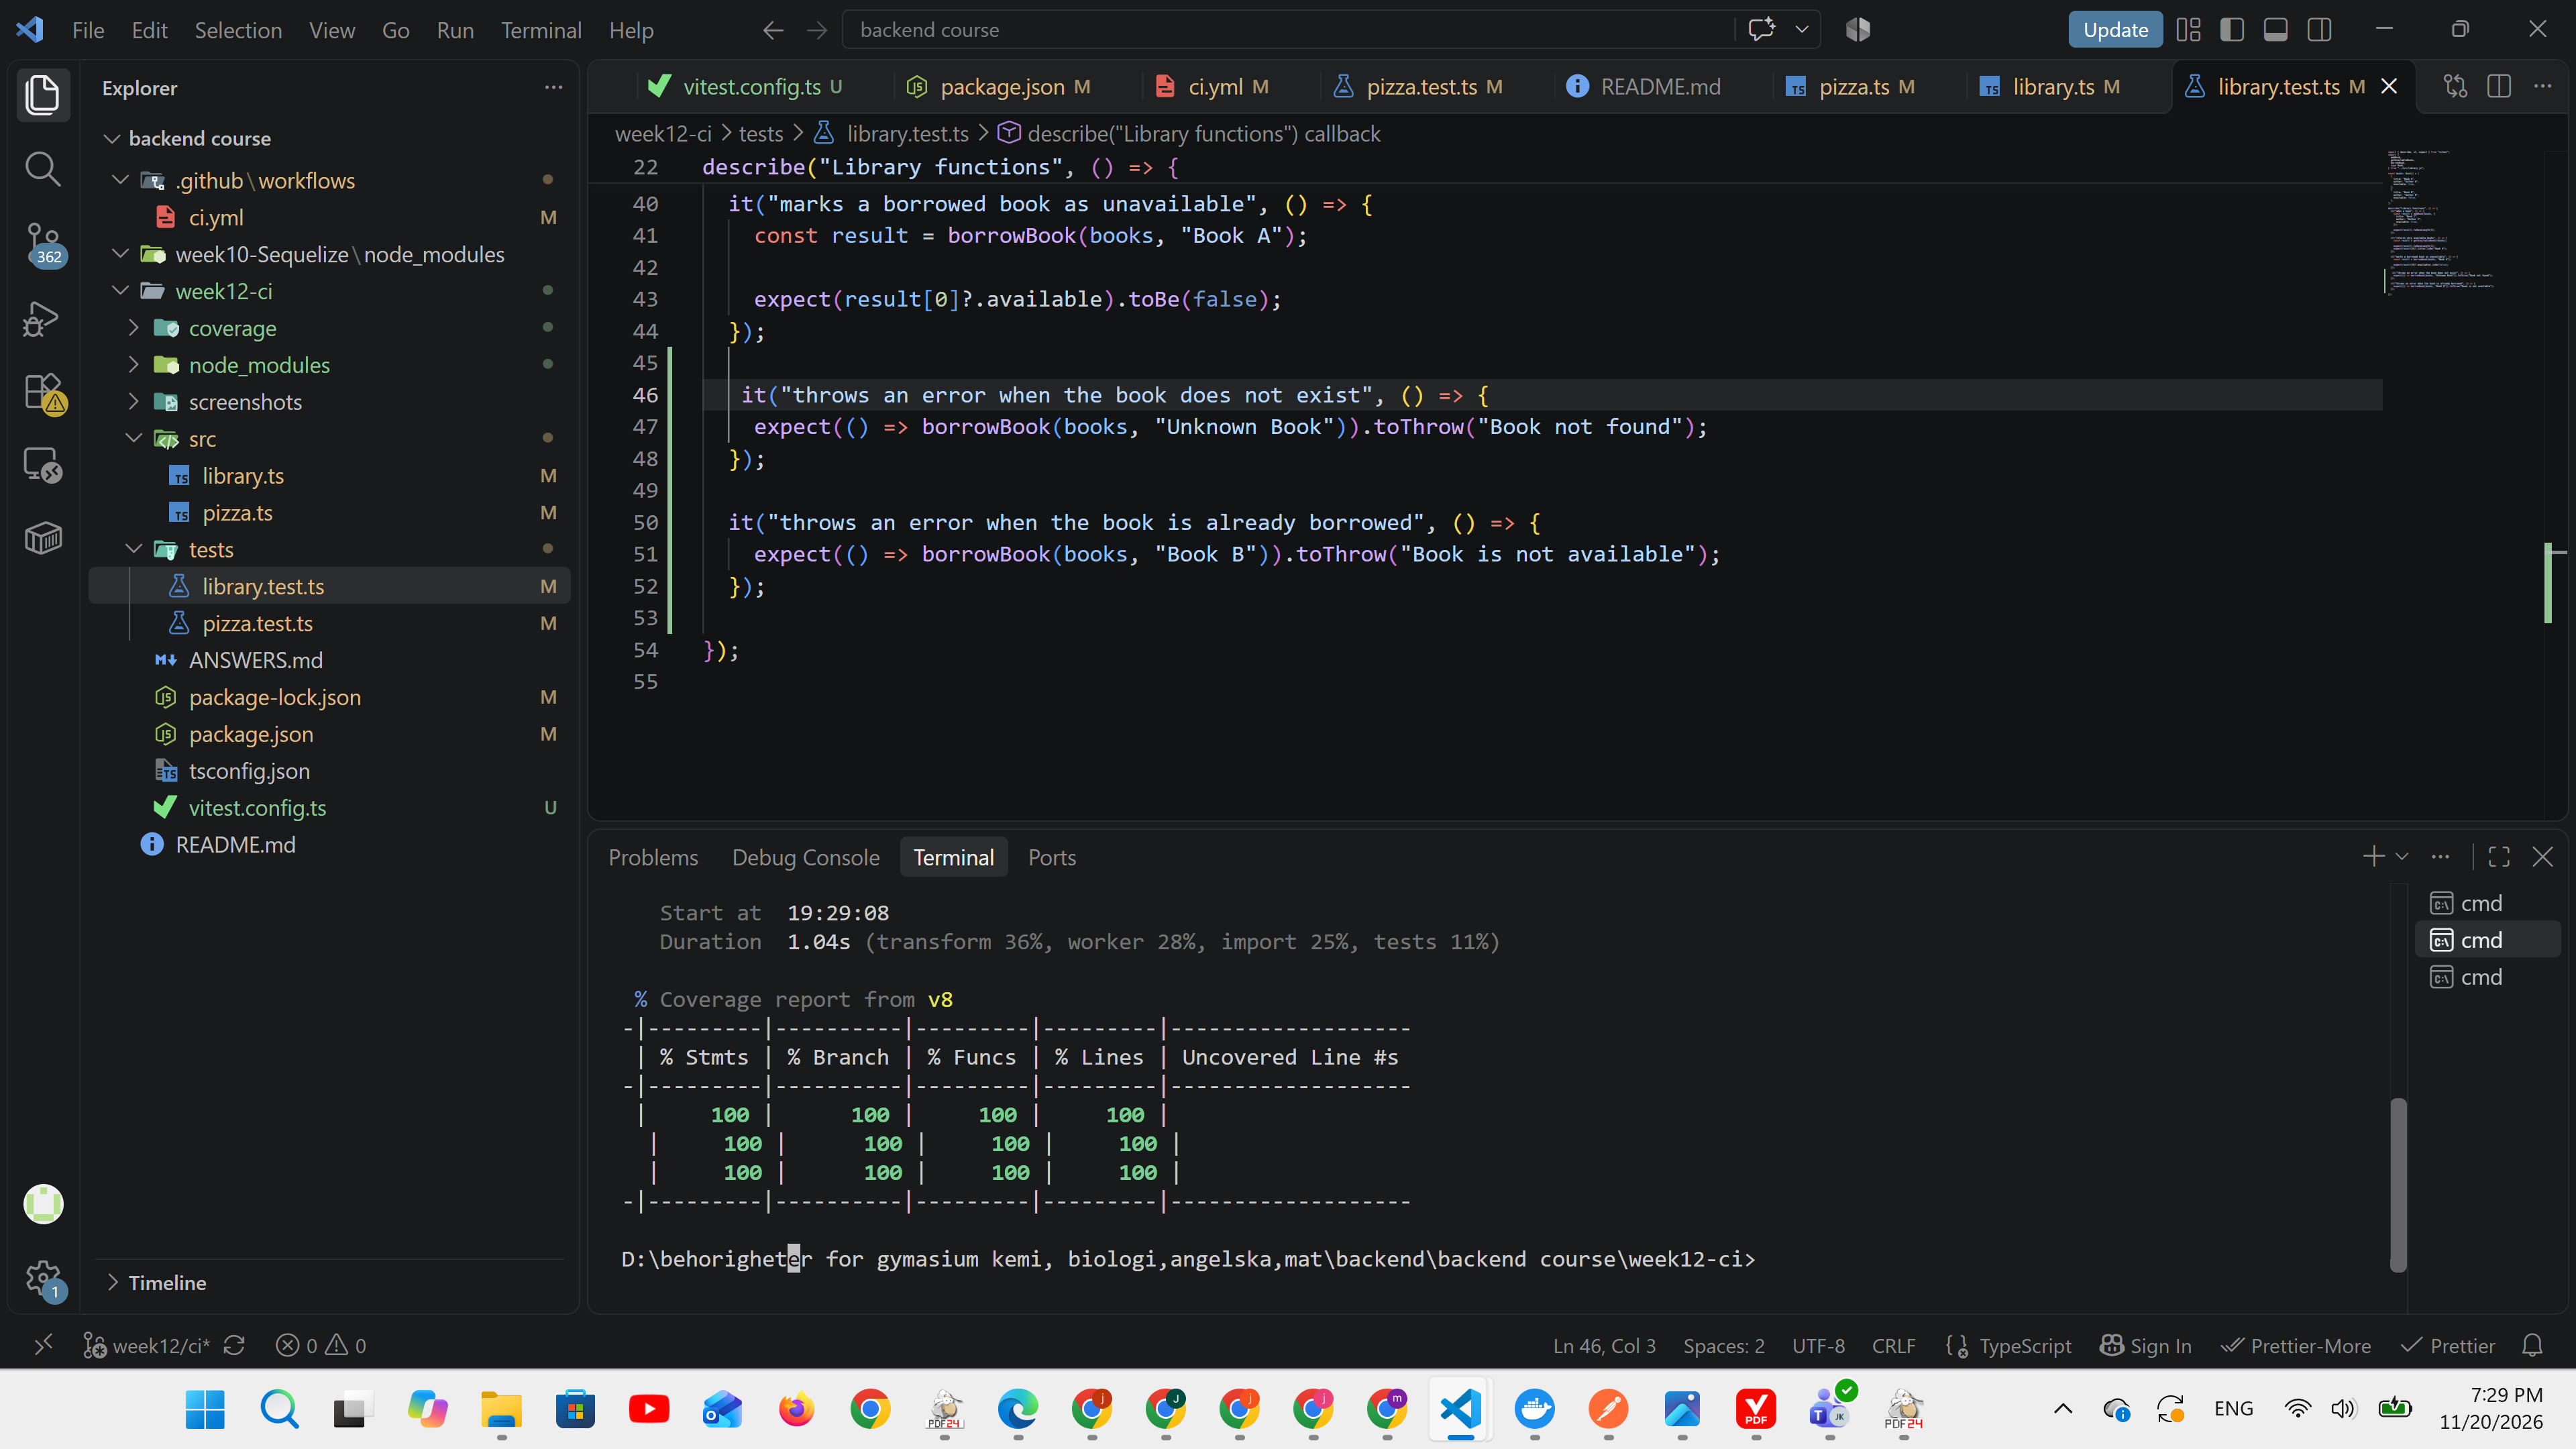 File Edit Selection View Go Run Terminal Help
backend course
Update
Explorer
vitest.config.ts U
package.json M
ci.yml M
pizza.test.ts M
README.md
pizza.ts M
library.ts M
library.test.ts M
backend course
.github\workflows
ci.yml M
week10-Sequelize\node_modules
week12-ci
coverage
node_modules
screenshots
src
library.ts M
pizza.ts M
tests
library.test.ts M
pizza.test.ts M
ANSWERS.md
package-lock.json M
package.json M
tsconfig.json
vitest.config.ts U
README.md
Timeline
362
1
week12-ci > tests > library.test.ts > describe("Library functions") callback
22 describe("Library functions", () => {
40 it("marks a borrowed book as unavailable", () => {
41 const result = borrowBook(books, "Book A");
42
43 expect(result[0]?.available).toBe(false);
44 });
45
46 it("throws an error when the book does not exist", () => {
47 expect(() => borrowBook(books, "Unknown Book")).toThrow("Book not found");
48 });
49
50 it("throws an error when the book is already borrowed", () => {
51 expect(() => borrowBook(books, "Book B")).toThrow("Book is not available");
52 });
53
54 });
55
Problems Debug Console Terminal Ports
Start at 19:29:08
Duration 1.04s (transform 36%, worker 28%, import 25%, tests 11%)
% Coverage report from v8
-|---------|----------|---------|---------|-------------------
| % Stmts | % Branch | % Funcs | % Lines | Uncovered Line #s
-|---------|----------|---------|---------|-------------------
| 100 | 100 | 100 | 100 |
| 100 | 100 | 100 | 100 |
| 100 | 100 | 100 | 100 |
-|---------|----------|---------|---------|-------------------
D:\behorigheter for gymasium kemi, biologi,angelska,mat\backend\backend course\week12-ci>
cmd
cmd
cmd
week12/ci* 0 0
Ln 46, Col 3 Spaces: 2 UTF-8 CRLF TypeScript Sign In Prettier-More Prettier
ENG
7:29 PM
11/20/2026